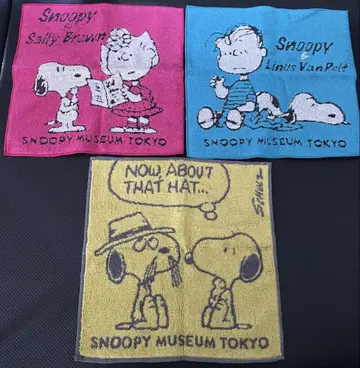 Snoopy
&
Sally Brown
SNOOPY MUSEUM TOKYO
Snoopy
&
Linus Van Pelt
SNOOPY MUSEUM TOKYO
NOW, ABOUT
THAT HAT...
SCHULZ
SNOOPY MUSEUM TOKYO